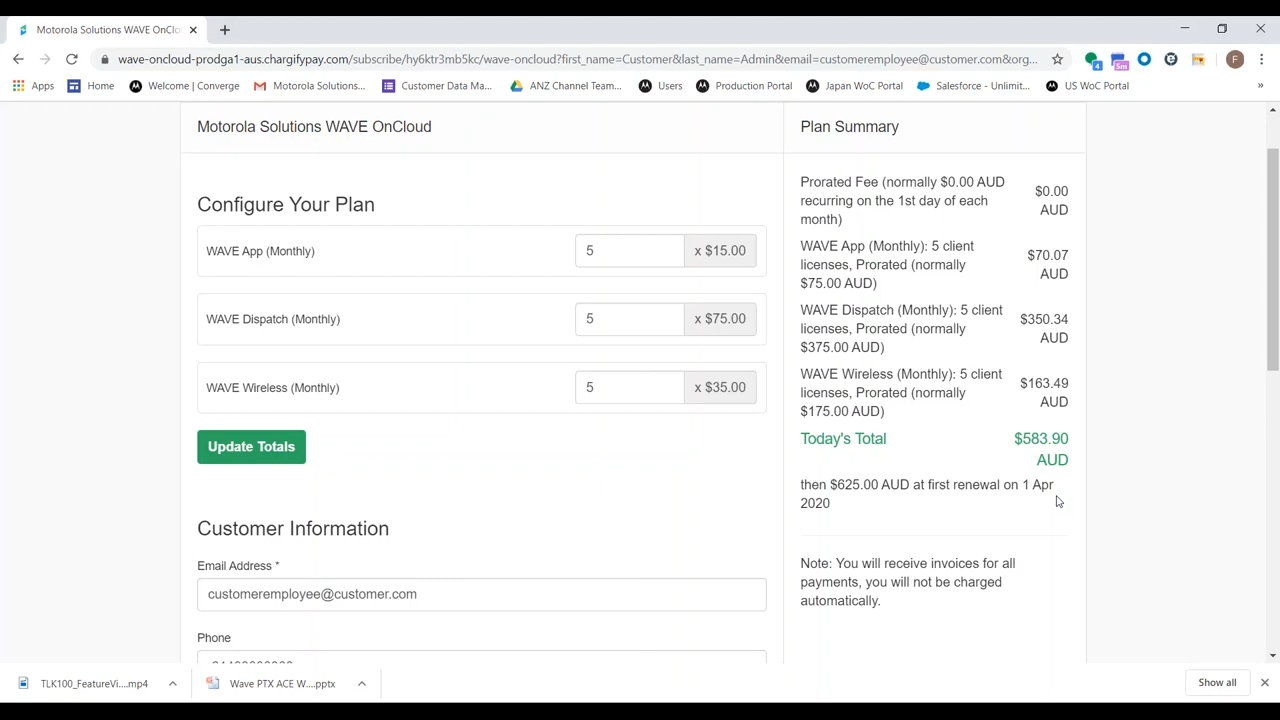 Motorola Solutions WAVE OnClo
wave-oncloud-prodga1-aus.chargifypay.com/subscribe/hp6ktr3mb5kc/wave-oncloud?first_name=Customer&last_name=Admin&email=customeremployee@customer.com&org...
4
5m
F
Apps
Home
Welcome | Converge
Motorola Solutions...
Customer Data Ma...
ANZ Channel Team...
Users
Production Portal
Japan WoC Portal
Salesforce - Unlimit...
US WoC Portal
»
Motorola Solutions WAVE OnCloud
Configure Your Plan
WAVE App (Monthly)
5
x $15.00
WAVE Dispatch (Monthly)
5
x $75.00
WAVE Wireless (Monthly)
5
x $35.00
Update Totals
Customer Information
Email Address *
customeremployee@customer.com
Phone
Plan Summary
Prorated Fee (normally $0.00 AUD
recurring on the 1st day of each
month)
$0.00
AUD
WAVE App (Monthly): 5 client
licenses, Prorated (normally
$75.00 AUD)
$70.07
AUD
WAVE Dispatch (Monthly): 5 client
licenses, Prorated (normally
$375.00 AUD)
$350.34
AUD
WAVE Wireless (Monthly): 5 client
licenses, Prorated (normally
$175.00 AUD)
$163.49
AUD
Today's Total
$583.90
AUD
then $625.00 AUD at first renewal on 1 Apr
2020
Note: You will receive invoices for all
payments, you will not be charged
automatically.
TLK100_FeatureVi....mp4
Wave PTX ACE W....pptx
Show all